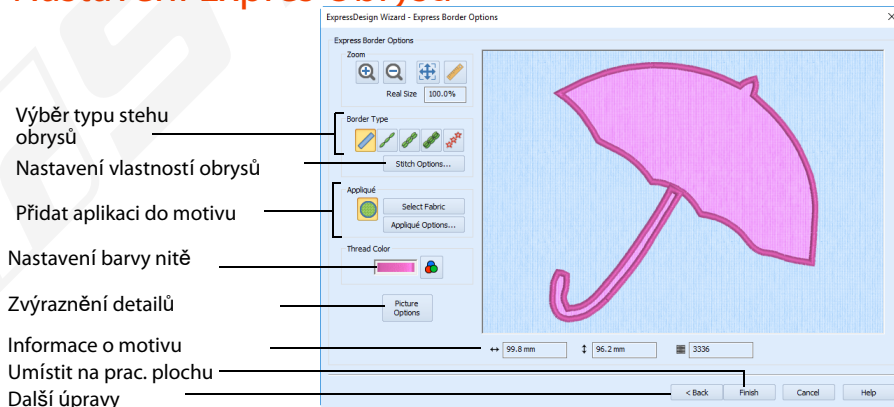 Nastavení Express Obrysů
ExpressDesign Wizard - Express Border Options
Express Border Options
Zoom
Real Size 100.0%
Výběr typu stehu
obrysů
Border Type
Nastavení vlastností obrysů
Stitch Options...
Appliqué
Přidat aplikaci do motivu
Select Fabric
Appliqué Options...
Thread Color
Nastavení barvy nitě
Zvýraznění detailů
Picture
Options
Informace o motivu
99.8 mm 96.2 mm 3336
Umístit na prac. plochu
Další úpravy
< Back Finish Cancel Help